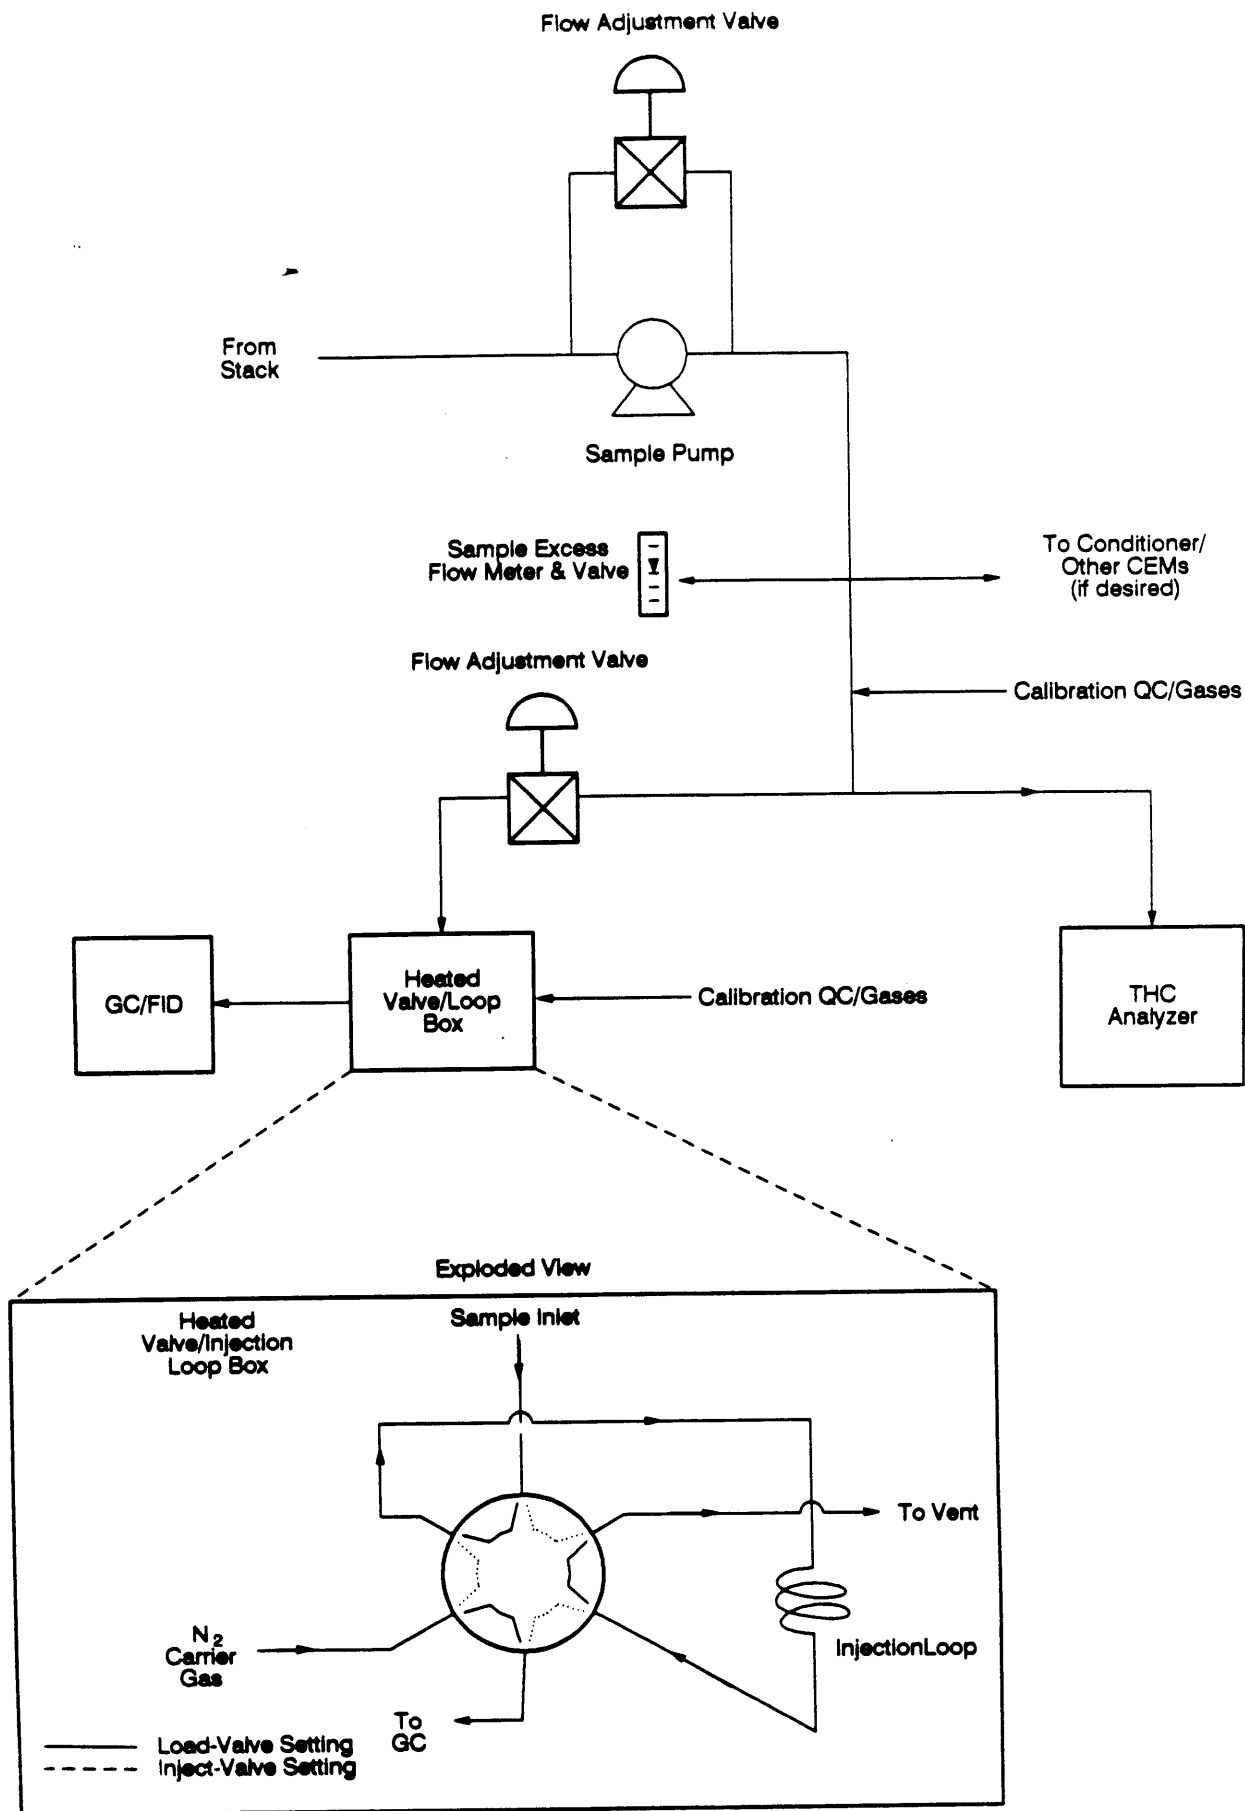 Flow Adjustment Valve
From
Stack
Sample Pump
Sample Excess
Flow Meter & Valve
To Conditioner/
Other CEMs
(if desired)
Flow Adjustment Valve
Calibration QC/Gases
GC/FID
Heated
Valve/Loop
Box
Calibration QC/Gases
THC
Analyzer
Exploded View
Heated
Valve/Injection
Loop Box
Sample Inlet
To Vent
N2
Carrier
Gas
InjectionLoop
To
GC
Load-Valve Setting
Inject-Valve Setting